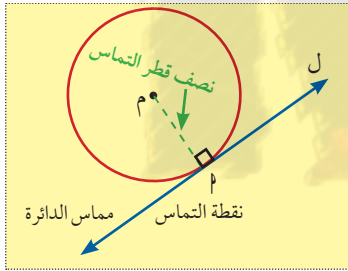 نصف قطر التماس
ل
م
م
نقطة التماس
مماس الدائرة